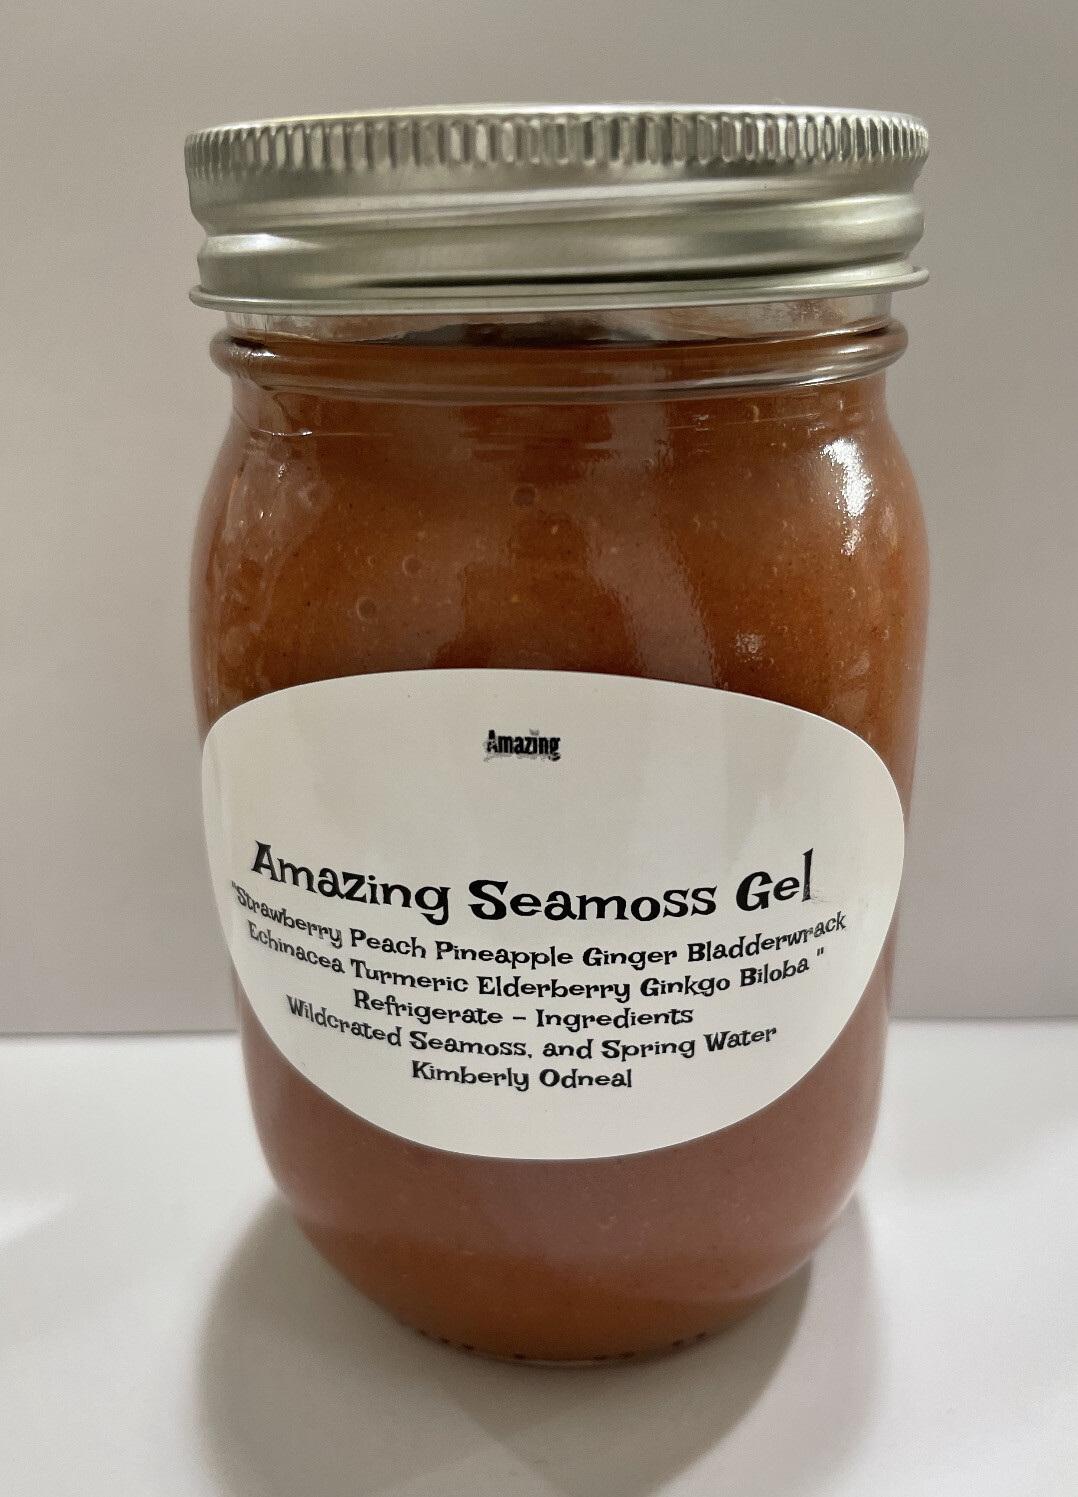 Amazing
Amazing Seamoss Gel
"Strawberry Peach Pineapple Ginger Bladderwrack
Echinacea Turmeric Elderberry Ginkgo Biloba "
Refrigerate - Ingredients
Wildcrated Seamoss, and Spring Water
Kimberly Odneal